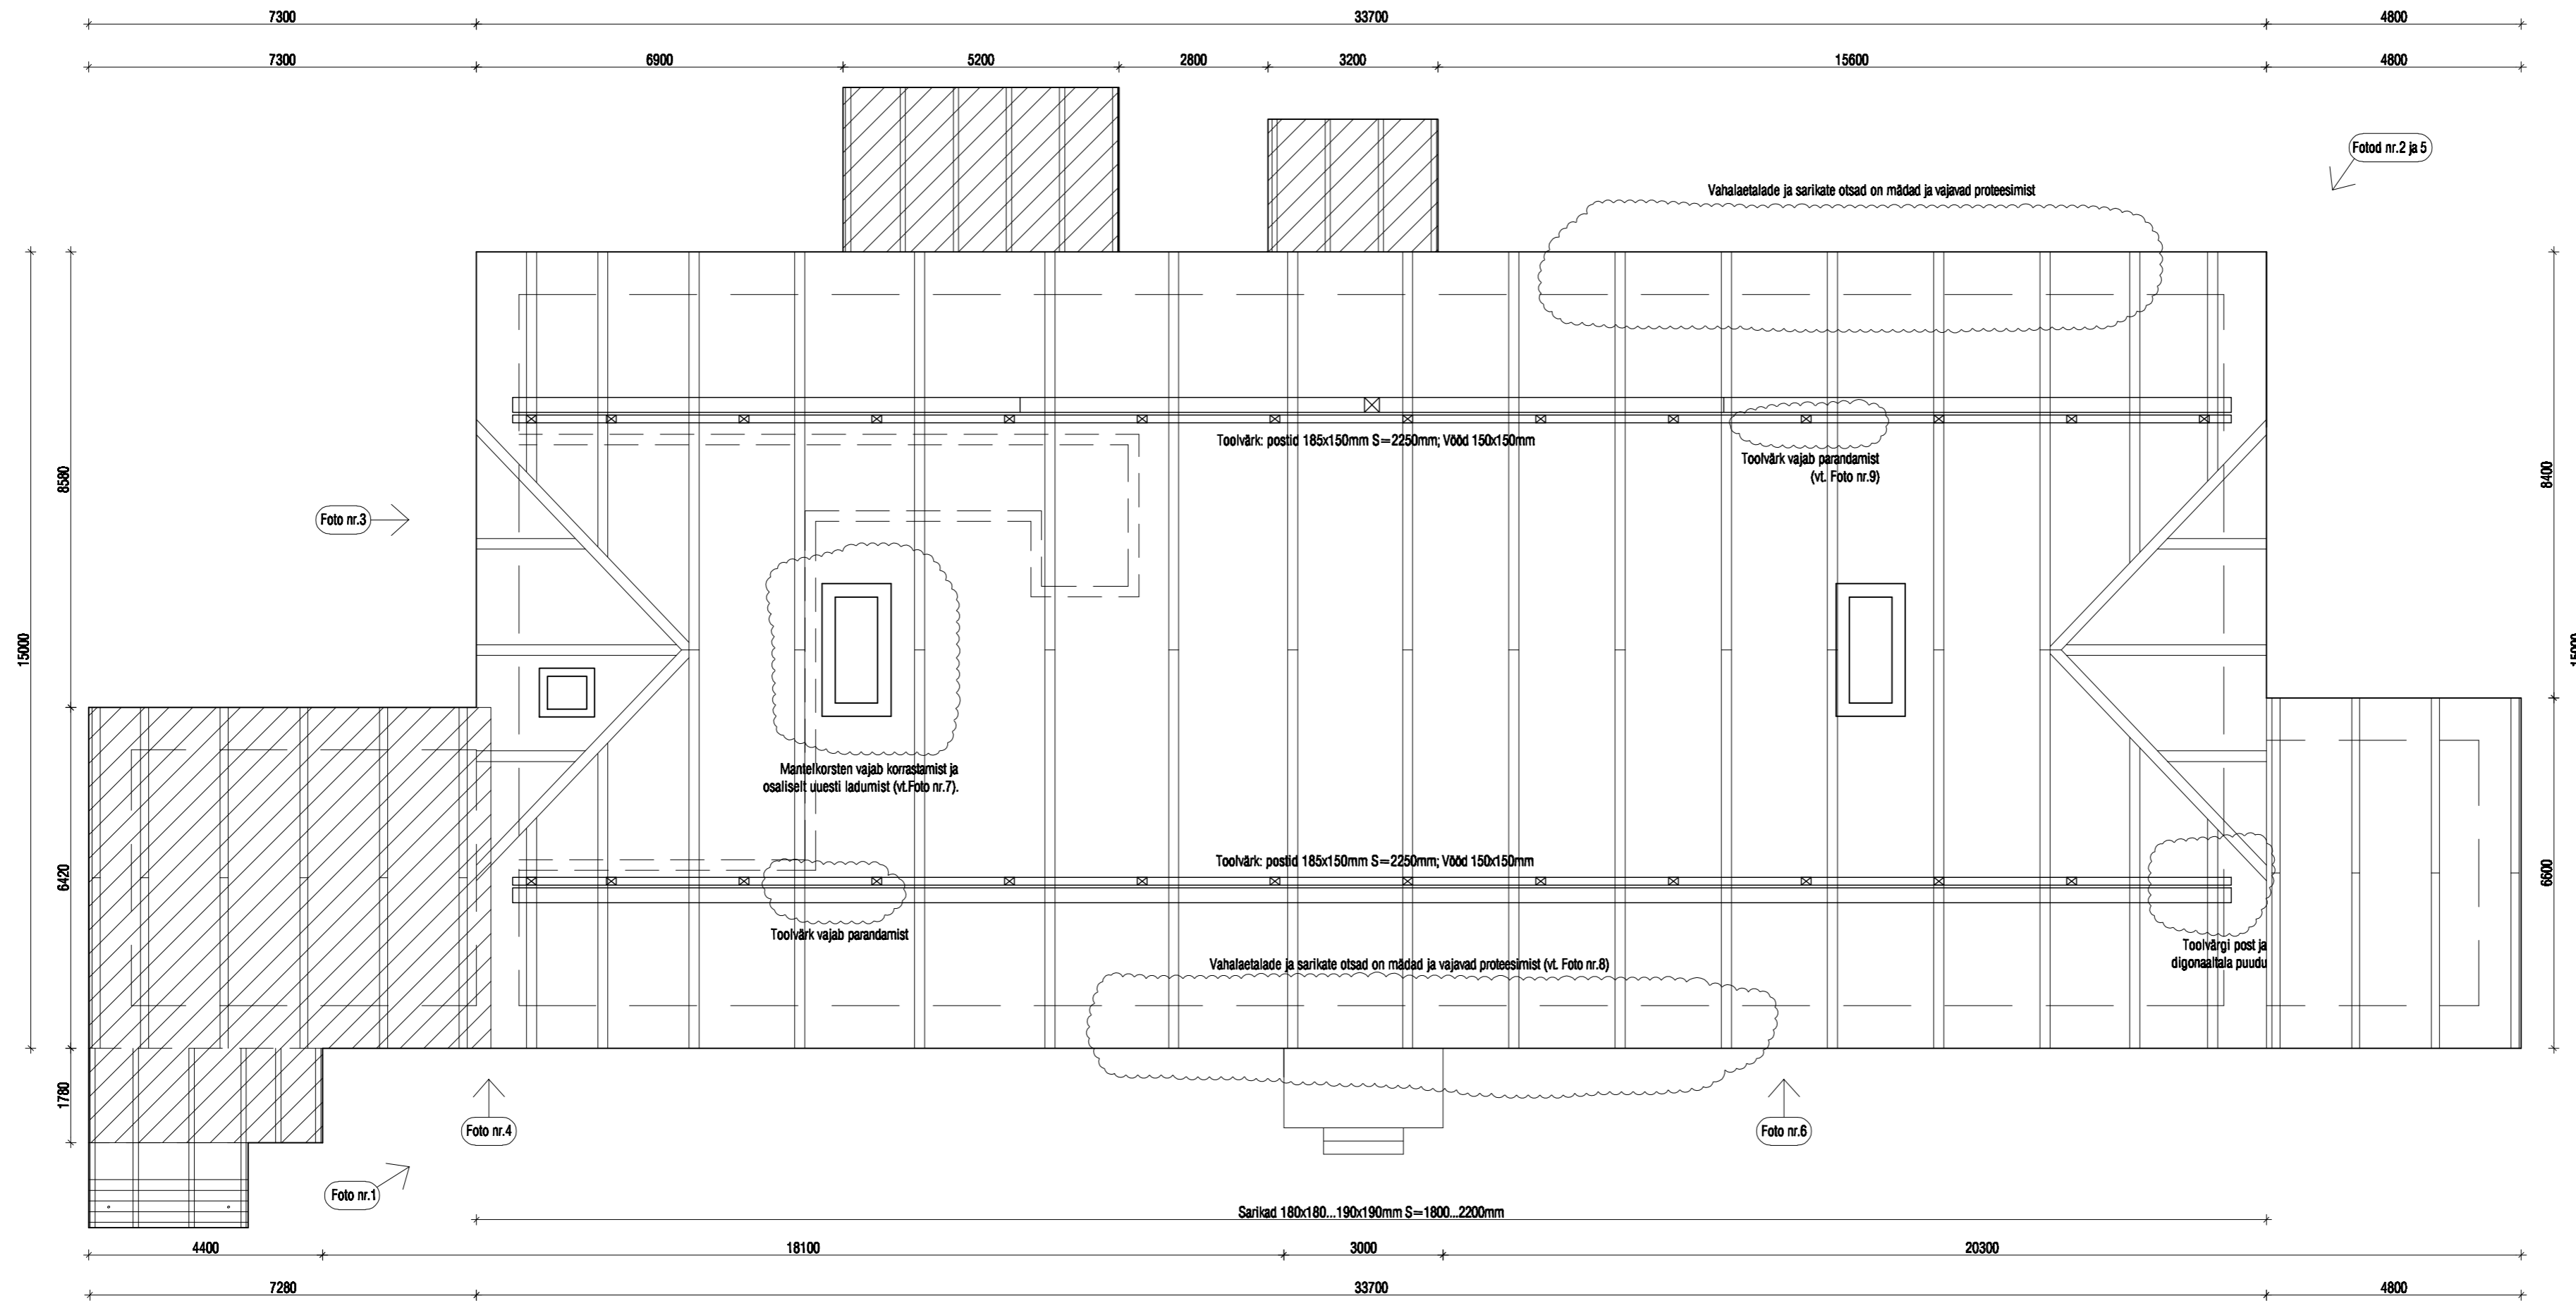 7300
33700
4800
7300
6900
5200
2800
3200
15600
4800
Fotod nr.2 ja 5
Vahalaetalade ja sarikate otsad on mädad ja vajavad proteesimist
Toolvärk: postid 185x150mm S=2250mm; Vööd 150x150mm
Toolvärk vajab parandamist
(vt. Foto nr.9)
8580
8400
Foto nr.3
15000
15000
Mantelkorsten vajab korrastamist ja
osaliselt uuesti ladumist (vt.Foto nr.7).
Toolvärk: postid 185x150mm S=2250mm; Vööd 150x150mm
6420
6600
Toolvärk vajab parandamist
Toolvärgi post ja
digonaaltala puudu
Vahalaetalade ja sarikate otsad on mädad ja vajavad proteesimist (vt. Foto nr.8)
1780
Foto nr.4
Foto nr.6
Foto nr.1
Sarikad 180x180...190x190mm S=1800...2200mm
4400
18100
3000
20300
7280
33700
4800